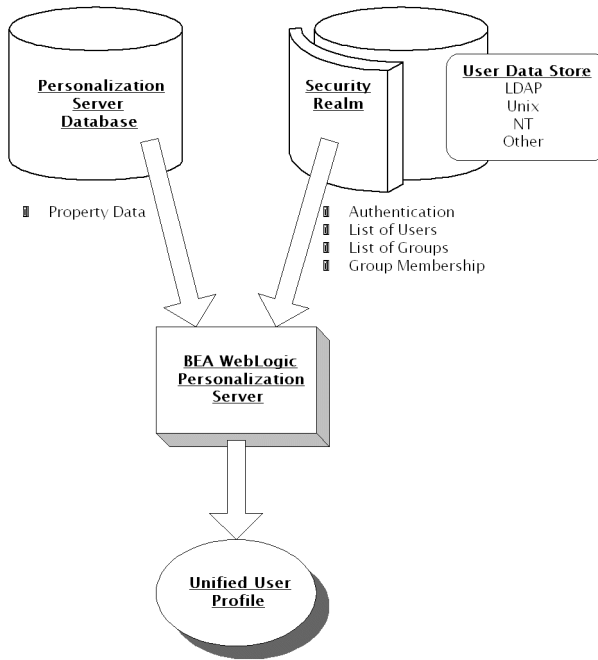 Personalization
Server
Database
Security
Realm
User Data Store
LDAP
Unix
NT
Other
Property Data
Authentication
List of Users
List of Groups
Group Membership
BEA WebLogic
Personalization
Server
Unified User
Profile